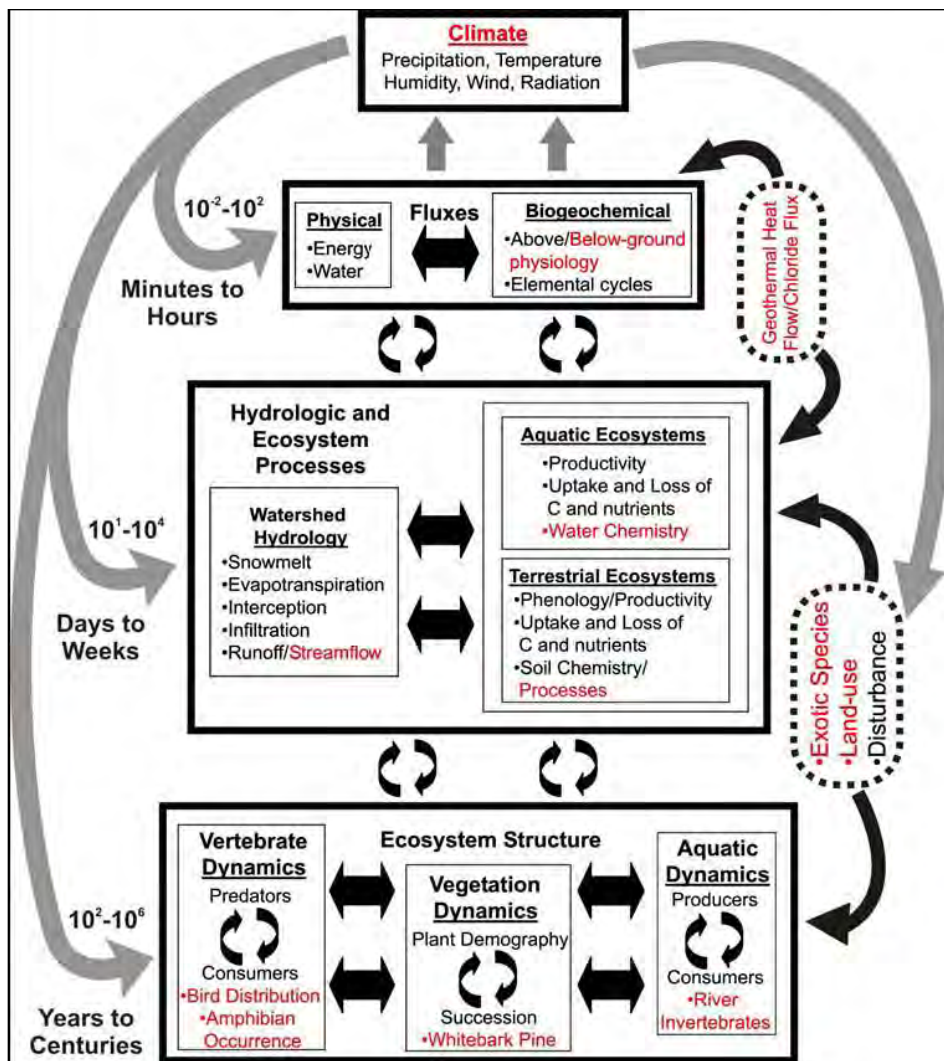 Climate
Precipitation, Temperature
Humidity, Wind, Radiation
10⁻²-10²
Minutes to
Hours
Physical
•Energy
•Water
Fluxes
Biogeochemical
•Above/Below-ground
physiology
•Elemental cycles
Geothermal Heat
Flow/Chloride Flux
Hydrologic and
Ecosystem
Processes
10¹-10⁴
Days to
Weeks
Watershed
Hydrology
•Snowmelt
•Evapotranspiration
•Interception
•Infiltration
•Runoff/Streamflow
Aquatic Ecosystems
•Productivity
•Uptake and Loss of
C and nutrients
•Water Chemistry
Terrestrial Ecosystems
•Phenology/Productivity
•Uptake and Loss of
C and nutrients
•Soil Chemistry/
Processes
•Exotic Species
•Land-use
•Disturbance
10²-10⁶
Years to
Centuries
Ecosystem Structure
Vertebrate
Dynamics
Predators
Consumers
•Bird Distribution
•Amphibian
Occurrence
Vegetation
Dynamics
Plant Demography
Succession
•Whitebark Pine
Aquatic
Dynamics
Producers
Consumers
•River
Invertebrates